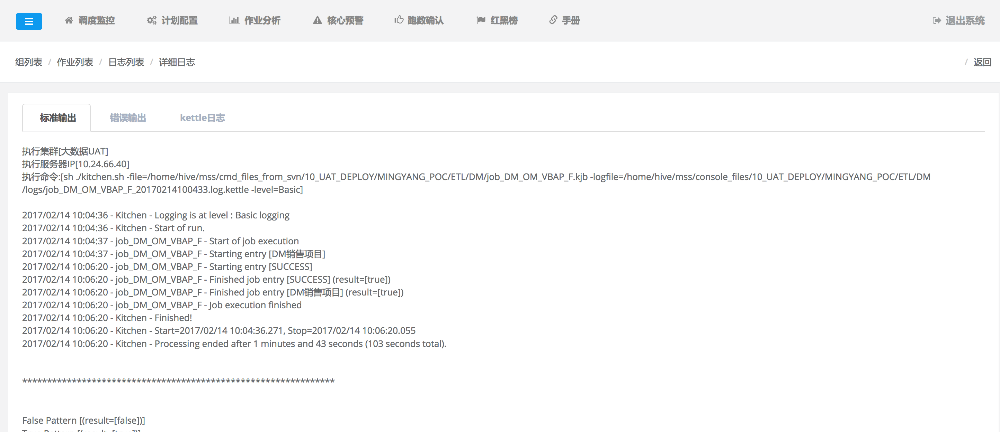 调度监控 计划配置 作业分析 核心预警 跑数确认 红黑榜 手册 退出系统
组列表 / 作业列表 / 日志列表 / 详细日志 / 返回
标准输出 错误输出 kettle日志
执行集群[大数据UAT]
执行服务器IP[10.24.66.40]
执行命令:[sh ./kitchen.sh -file=/home/hive/mss/cmd_files_from_svn/10_UAT_DEPLOY/MINGYANG_POC/ETL/DM/job_DM_OM_VBAP_F.kjb -logfile=/home/hive/mss/console_files/10_UAT_DEPLOY/MINGYANG_POC/ETL/DM
/logs/job_DM_OM_VBAP_F_20170214100433.log.kettle -level=Basic]
2017/02/14 10:04:36 - Kitchen - Logging is at level : Basic logging
2017/02/14 10:04:36 - Kitchen - Start of run.
2017/02/14 10:04:37 - job_DM_OM_VBAP_F - Start of job execution
2017/02/14 10:04:37 - job_DM_OM_VBAP_F - Starting entry [DM销售项目]
2017/02/14 10:06:20 - job_DM_OM_VBAP_F - Starting entry [SUCCESS]
2017/02/14 10:06:20 - job_DM_OM_VBAP_F - Finished job entry [SUCCESS] (result=[true])
2017/02/14 10:06:20 - job_DM_OM_VBAP_F - Finished job entry [DM销售项目] (result=[true])
2017/02/14 10:06:20 - job_DM_OM_VBAP_F - Job execution finished
2017/02/14 10:06:20 - Kitchen - Finished!
2017/02/14 10:06:20 - Kitchen - Start=2017/02/14 10:04:36.271, Stop=2017/02/14 10:06:20.055
2017/02/14 10:06:20 - Kitchen - Processing ended after 1 minutes and 43 seconds (103 seconds total).
***************************************************************
False Pattern [(result=[false])]
True Pattern [(result=[true])]